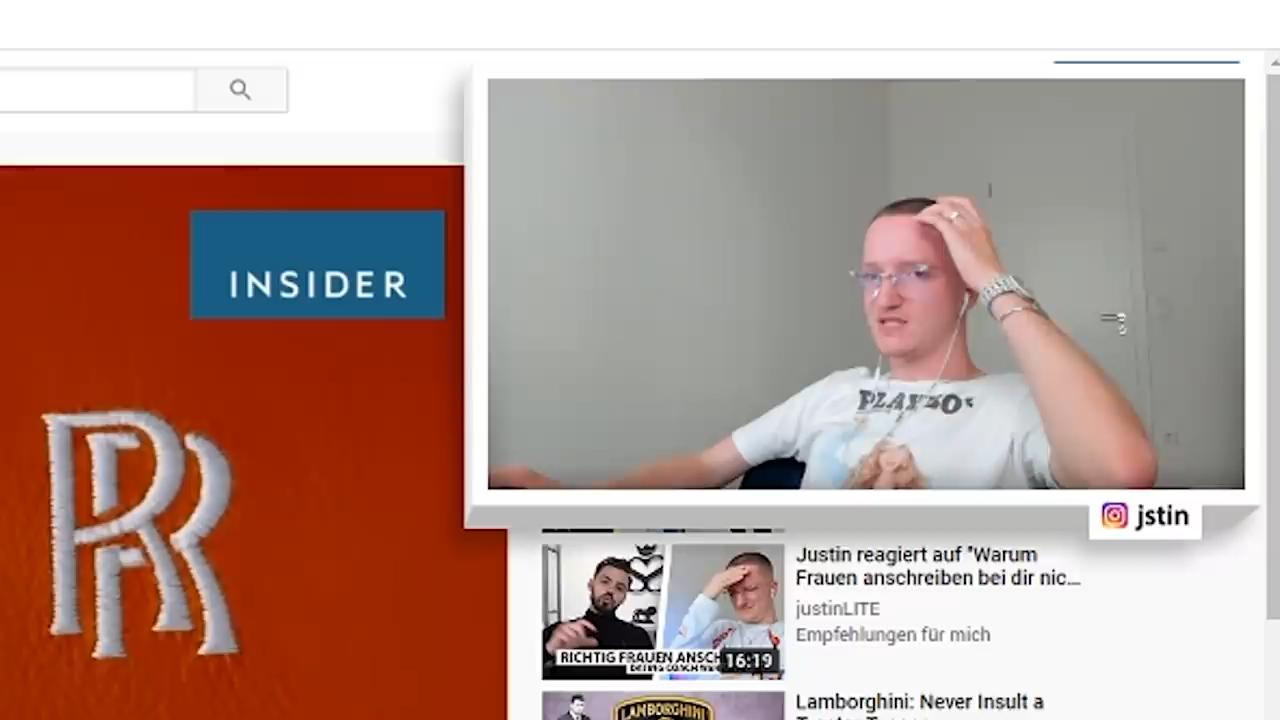 INSIDER
RR
PLAYBO
jstin
Justin reagiert auf "Warum
Frauen anschreiben bei dir nic...
justinLITE
Empfehlungen für mich
RICHTIG FRAUEN ANSCH
16:19
Lamborghini: Never Insult a
LAMBORGHINI